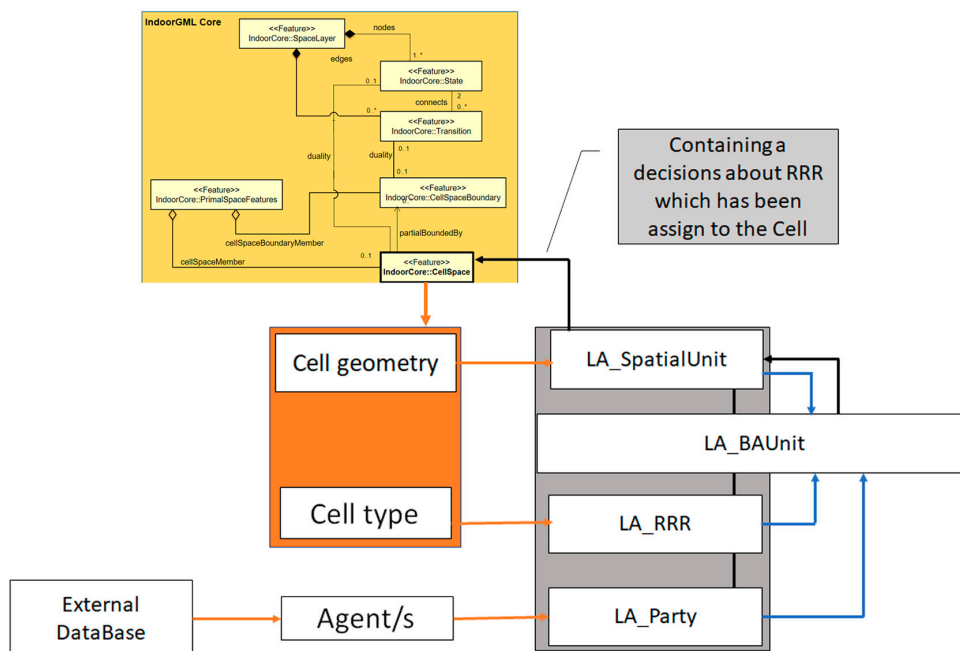 IndoorGML Core
<<Feature>>
IndoorCore::SpaceLayer
nodes
1..*
edges
<<Feature>>
IndoorCore::State
0..1
2
connects
0..*
0..*
<<Feature>>
IndoorCore::Transition
0..1
duality
duality
0..1
<<Feature>>
IndoorCore::PrimalSpaceFeatures
<<Feature>>
IndoorCore::CellSpaceBoundary
partialBoundedBy
cellSpaceBoundaryMember
cellSpaceMember
0..1
<<Feature>>
IndoorCore::CellSpace
Containing a
decisions about RRR
which has been
assign to the Cell
Cell geometry
LA_SpatialUnit
LA_BAUnit
Cell type
LA_RRR
External
DataBase
Agent/s
LA_Party